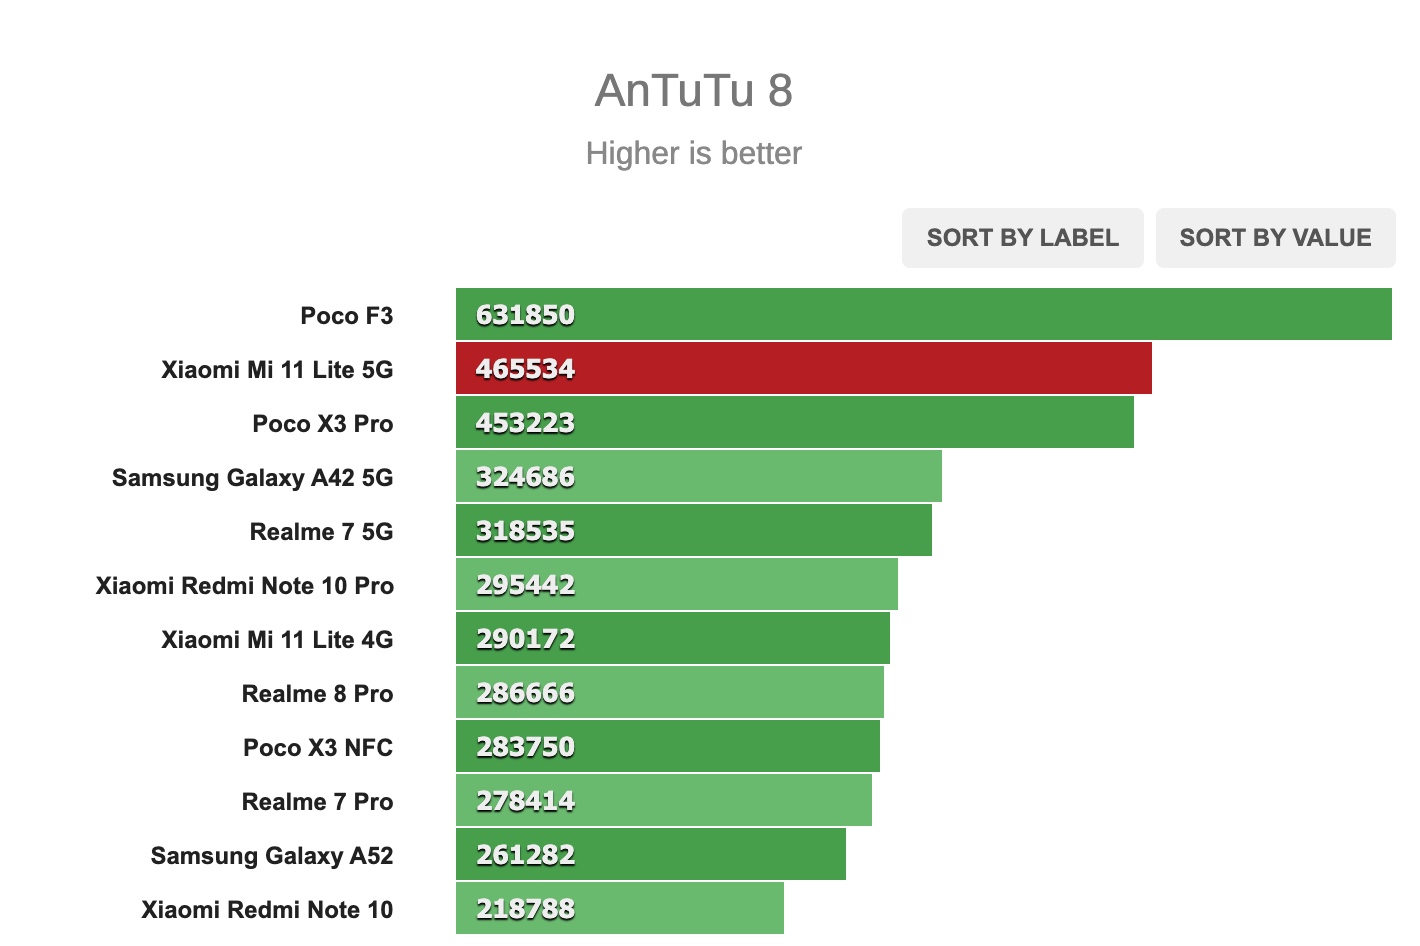 AnTuTu 8
Higher is better
SORT BY LABEL SORT BY VALUE
Poco F3 631850
Xiaomi Mi 11 Lite 5G 465534
Poco X3 Pro 453223
Samsung Galaxy A42 5G 324686
Realme 7 5G 318535
Xiaomi Redmi Note 10 Pro 295442
Xiaomi Mi 11 Lite 4G 290172
Realme 8 Pro 286666
Poco X3 NFC 283750
Realme 7 Pro 278414
Samsung Galaxy A52 261282
Xiaomi Redmi Note 10 218788